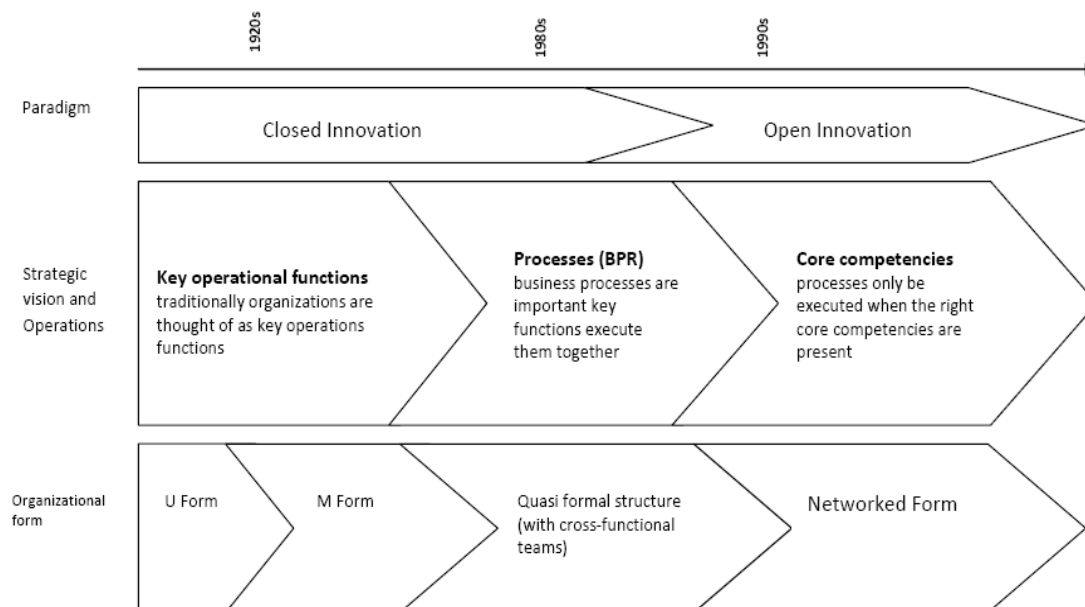 1920s
1980s
1990s
Paradigm
Closed Innovation
Open Innovation
Strategic
vision and
Operations
Key operational functions
traditionally organizations are
thought of as key operations
functions
Processes (BPR)
business processes are
important key
functions execute
them together
Core competencies
processes only be
executed when the right
core competencies are
present
Organizational
form
U Form
M Form
Quasi formal structure
(with cross-functional
teams)
Networked Form